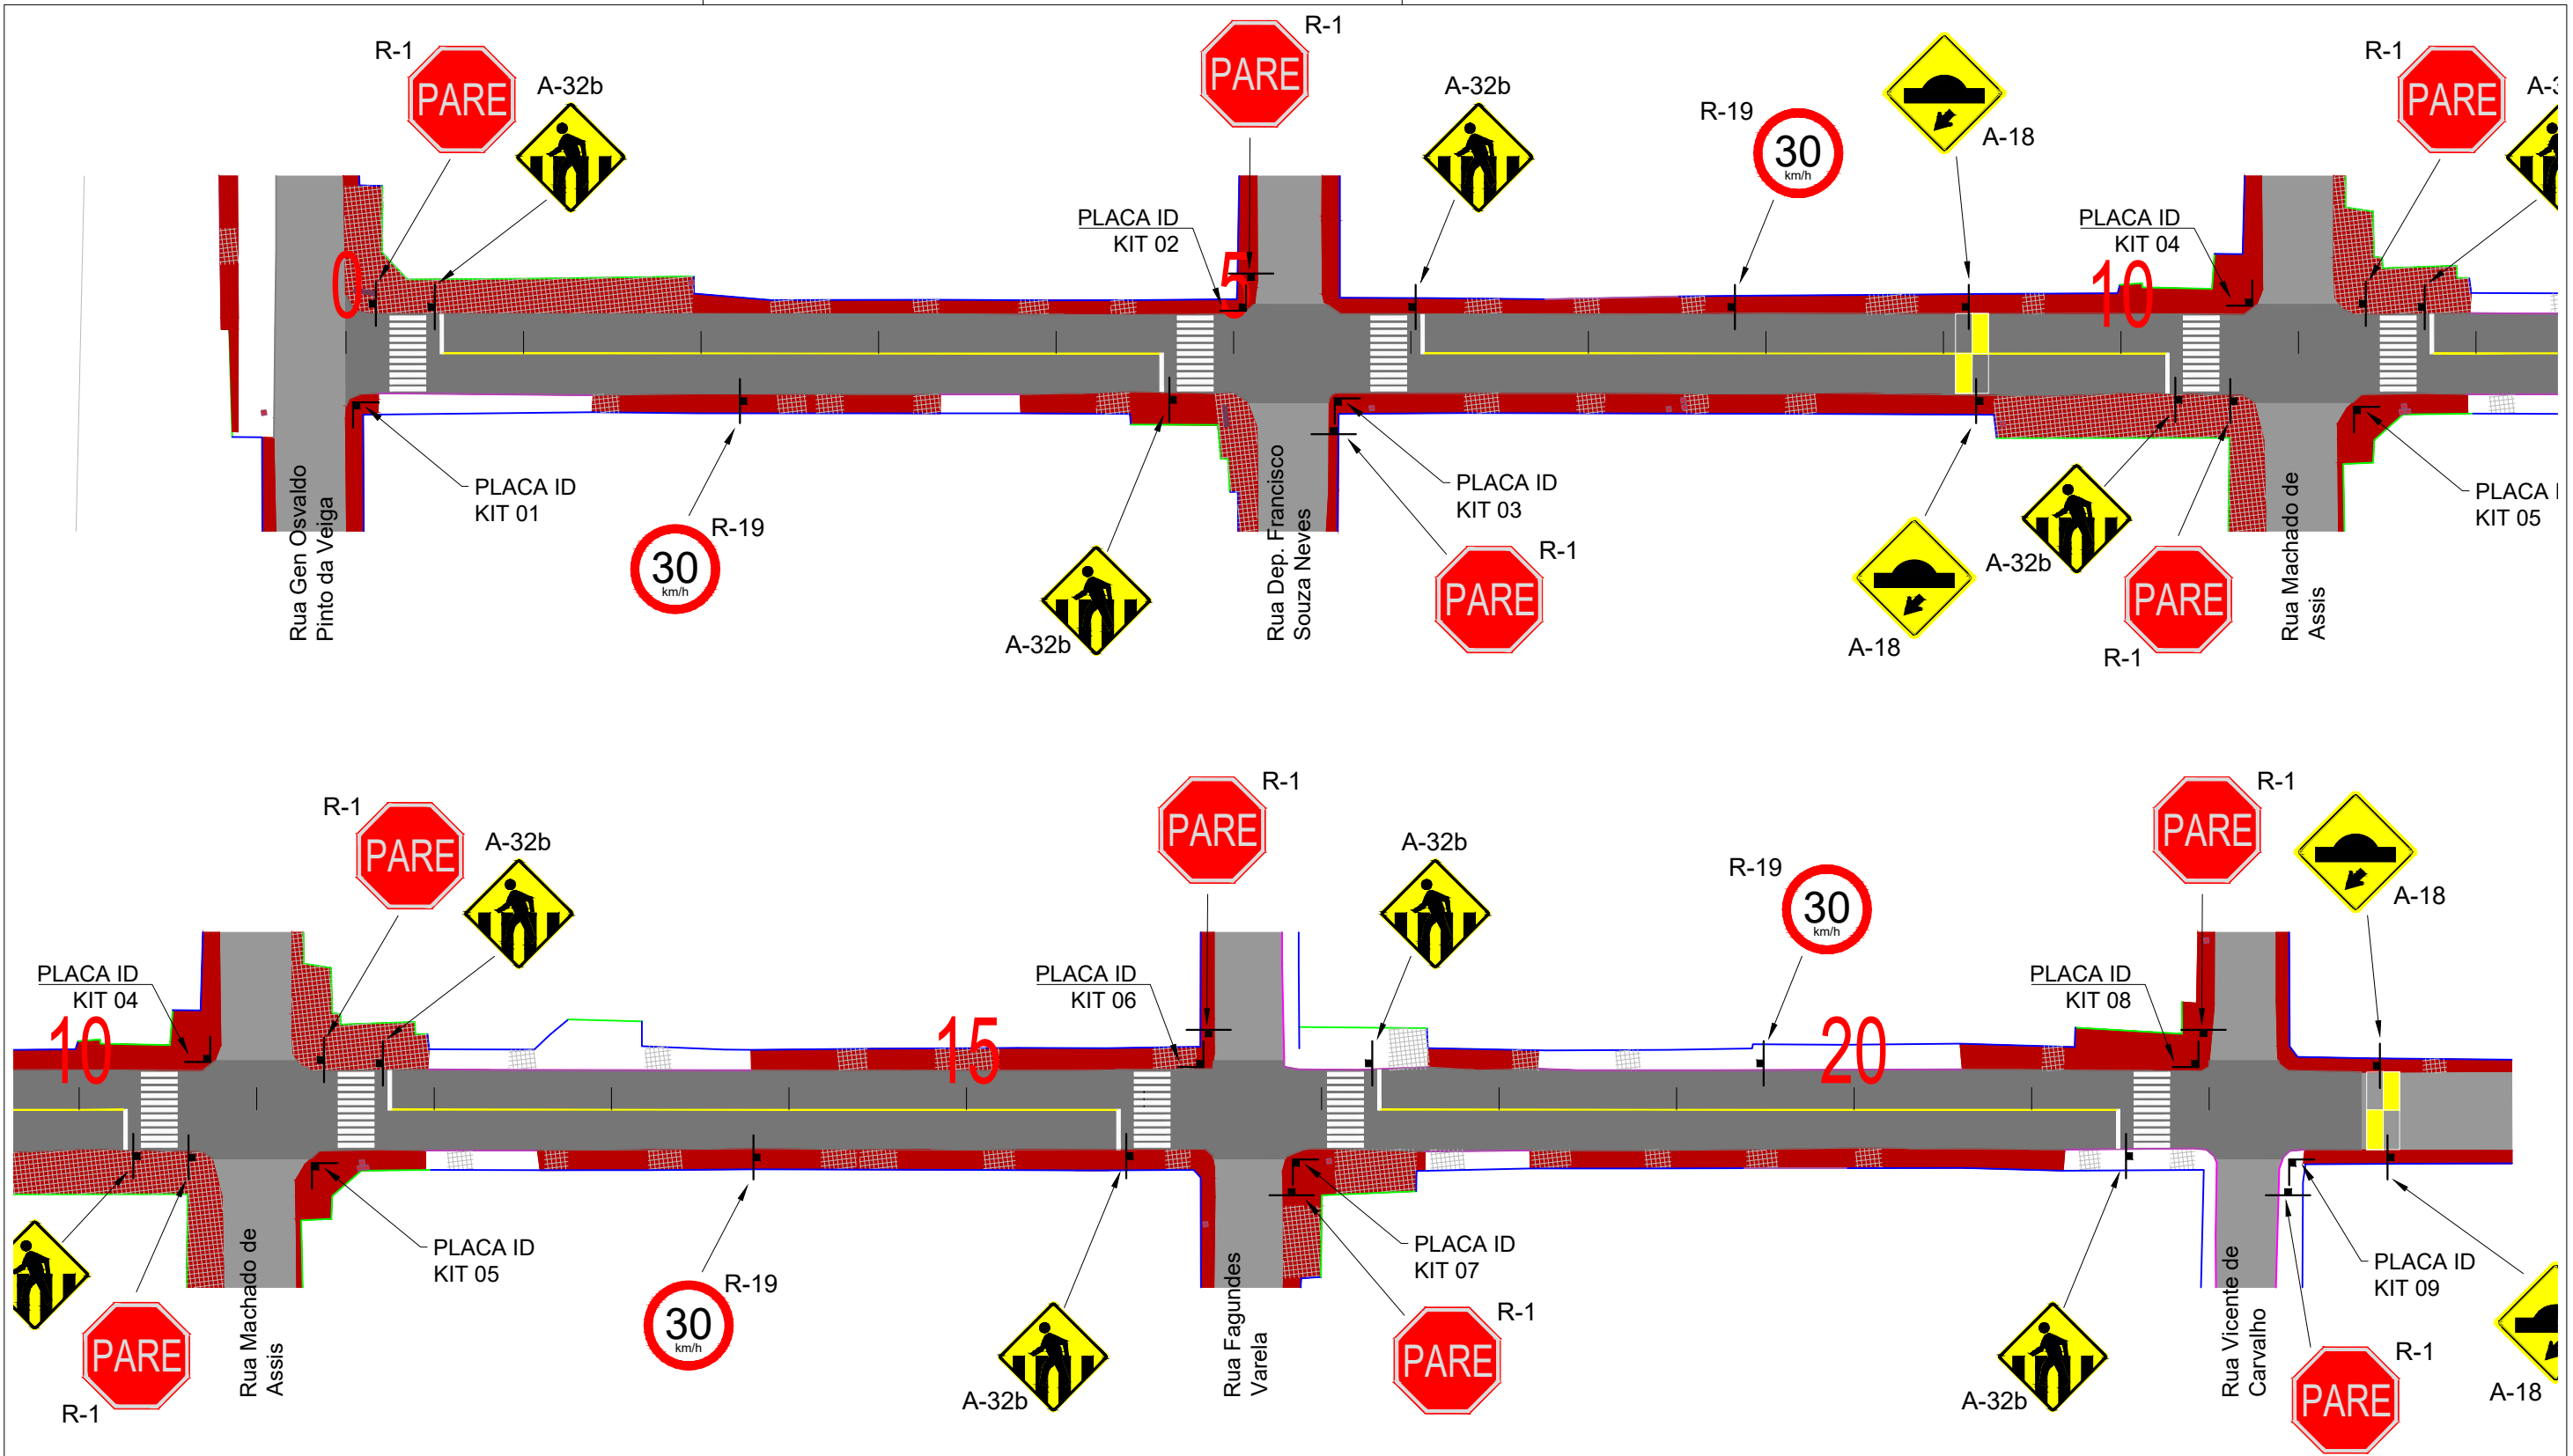 R-1
PARE
A-32b
R-1
PARE
A-32b
R-19
30
km/h
A-18
R-1
PARE
A-3
PLACA ID
KIT 02
PLACA ID
KIT 04
0
5
10
PLACA ID
KIT 01
Rua Gen Osvaldo
Pinto da Veiga
R-19
30
km/h
A-32b
Rua Dep. Francisco
Souza Neves
PLACA ID
KIT 03
R-1
PARE
A-18
A-32b
R-1
PARE
Rua Machado de
Assis
PLACA I
KIT 05
R-1
PARE
A-32b
R-1
PARE
A-32b
R-19
30
km/h
R-1
PARE
A-18
PLACA ID
KIT 04
PLACA ID
KIT 06
PLACA ID
KIT 08
10
15
20
R-1
PARE
Rua Machado de
Assis
PLACA ID
KIT 05
R-19
30
km/h
A-32b
Rua Fagundes
Varela
PLACA ID
KIT 07
R-1
PARE
A-32b
Rua Vicente de
Carvalho
PLACA ID
KIT 09
R-1
PARE
A-18